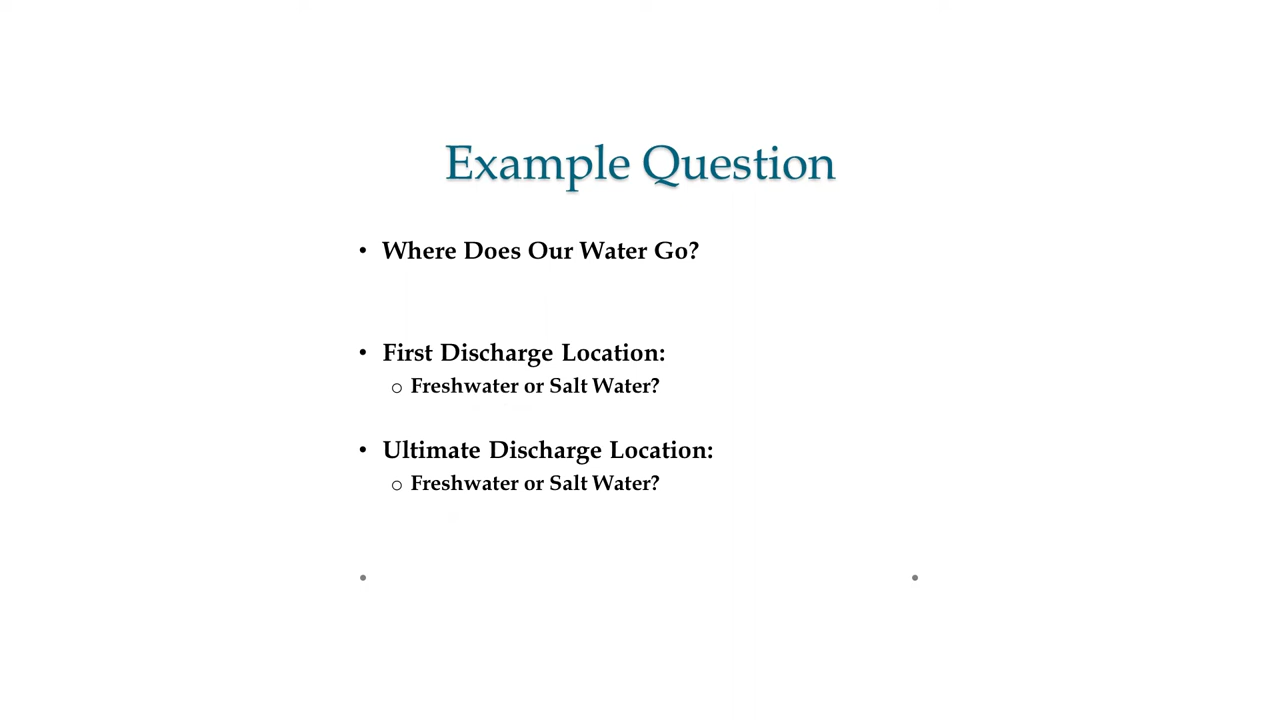 Example Question
• Where Does Our Water Go?
• First Discharge Location:
o Freshwater or Salt Water?
• Ultimate Discharge Location:
o Freshwater or Salt Water?